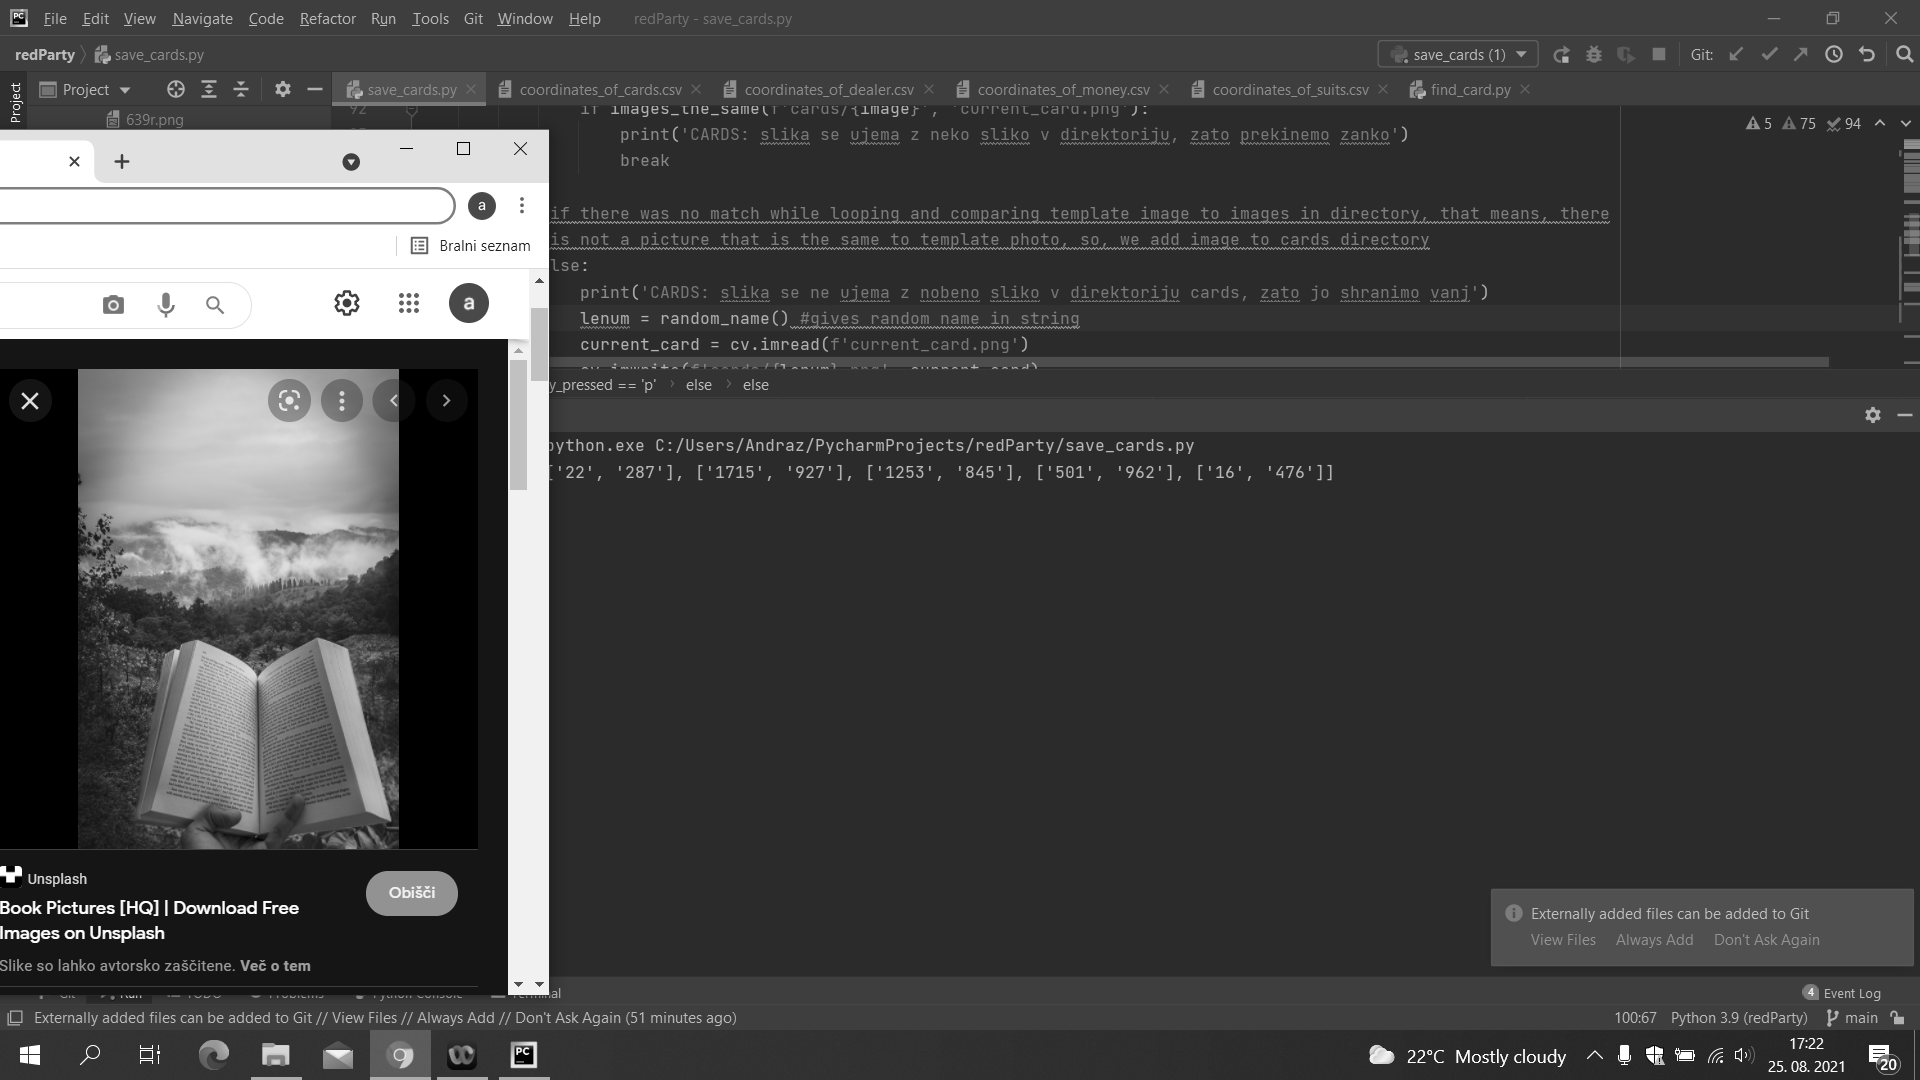 File Edit View Navigate Code Refactor Run Tools Git Window Help redParty - save_cards.py
redParty save_cards.py save_cards (1) Git:
Project
Project save_cards.py coordinates_of_cards.csv coordinates_of_dealer.csv coordinates_of_money.csv coordinates_of_suits.csv find_card.py
639r.png
92 if images_the_same(f'cards/{image}', 'current_card.png'):
5 75 94
print('CARDS: slika se ujema z neko sliko v direktoriju, zato prekinemo zanko')
break
if there was no match while looping and comparing template image to images in directory, that means, there
is not a picture that is the same to template photo, so, we add image to cards directory
lse:
print('CARDS: slika se ne ujema z nobeno sliko v direktoriju cards, zato jo shranimo vanj')
lenum = random_name() #gives random name in string
current_card = cv.imread(f'current_card.png')
cv.imwrite(f'cards/{lenum}.png', current_card)
y_pressed == 'p' else else
python.exe C:/Users/Andraz/PycharmProjects/redParty/save_cards.py
['22', '287'], ['1715', '927'], ['1253', '845'], ['501', '962'], ['16', '476']]
a
Bralni seznam
a
Unsplash
Book Pictures [HQ] | Download Free
Images on Unsplash
Obišči
Slike so lahko avtorsko zaščitene. Več o tem
Externally added files can be added to Git
View Files Always Add Don't Ask Again
Git Run TODO Problems Python Console Terminal
4 Event Log
Externally added files can be added to Git // View Files // Always Add // Don't Ask Again (51 minutes ago)
100:67 Python 3.9 (redParty) main
PC
22°C Mostly cloudy
17:22
25. 08. 2021
20